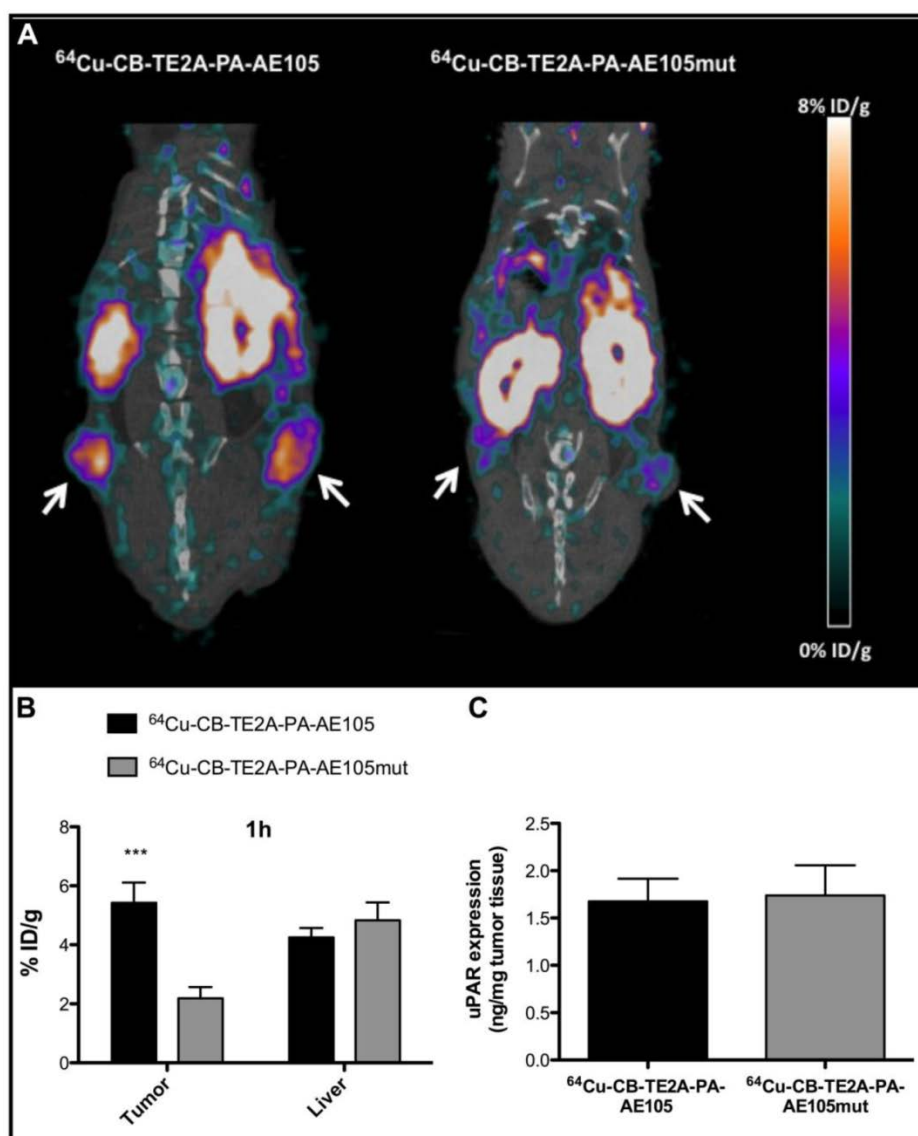 A
⁶⁴Cu-CB-TE2A-PA-AE105
⁶⁴Cu-CB-TE2A-PA-AE105mut
8% ID/g
0% ID/g
B
⁶⁴Cu-CB-TE2A-PA-AE105
⁶⁴Cu-CB-TE2A-PA-AE105mut
1h
***
% ID/g
8
6
4
2
0
Tumor
Liver
C
uPAR expression
(ng/mg tumor tissue)
2.5
2.0
1.5
1.0
0.5
0.0
⁶⁴Cu-CB-TE2A-PA-
AE105
⁶⁴Cu-CB-TE2A-PA-
AE105mut